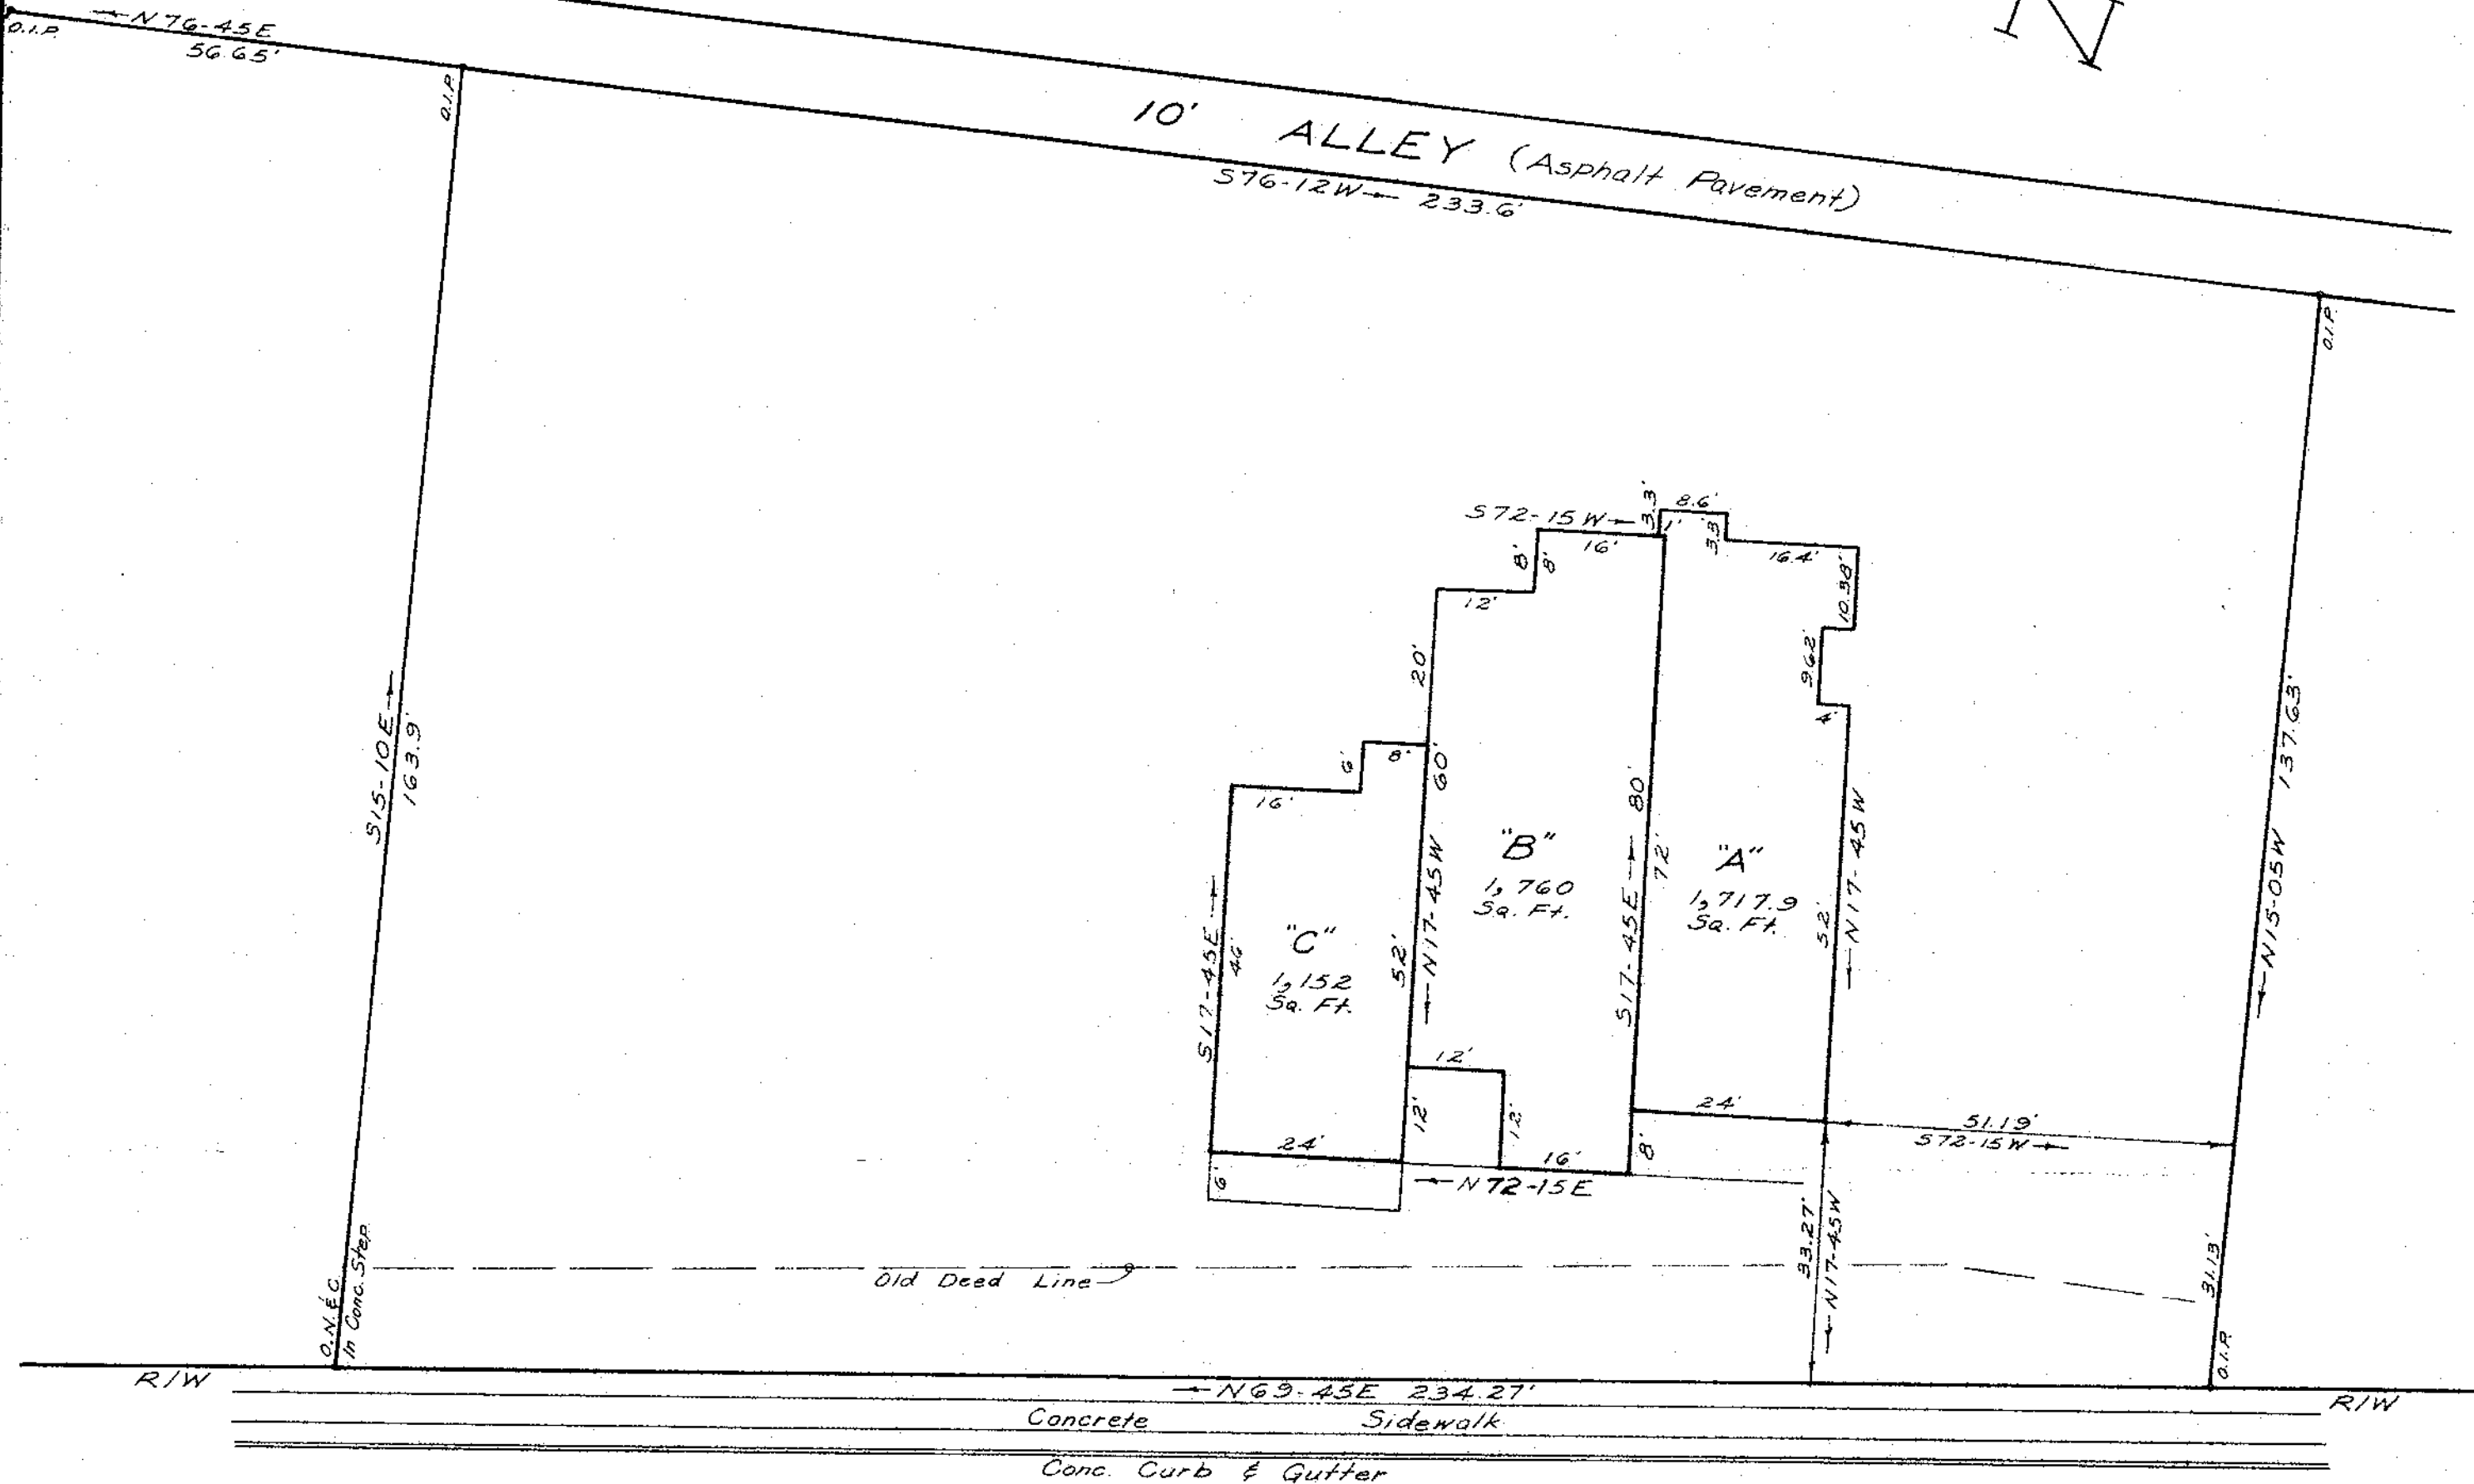 N
O.I.P.
N76-45E
56.65'
O.I.P.
10' ALLEY (Asphalt Pavement)
S76-12W 233.6'
O.I.P.
S72-15W
3.3'
8.6'
1'
3.3'
16'
16.4'
8'
8'
10.38'
12'
9.62'
4'
20'
6'
8'
60'
16'
S15-10E
163.9'
N15-05W 137.63'
"B"
1,760
Sq. Ft.
"A"
1,717.9
Sq. Ft.
"C"
1,152
Sq. Ft.
S17-45E
46'
52'
N17-45W
S17-45E 80'
72'
52'
N17-45W
12'
12'
12'
24'
24'
16'
8'
6'
N72-15E
51.19'
S72-15W
33.27'
N17-45W
31.13'
Old Deed Line
O.N. & C.
In Conc. Step
O.I.P.
R/W
R/W
N69-45E 234.27'
Concrete Sidewalk
Conc. Curb & Gutter